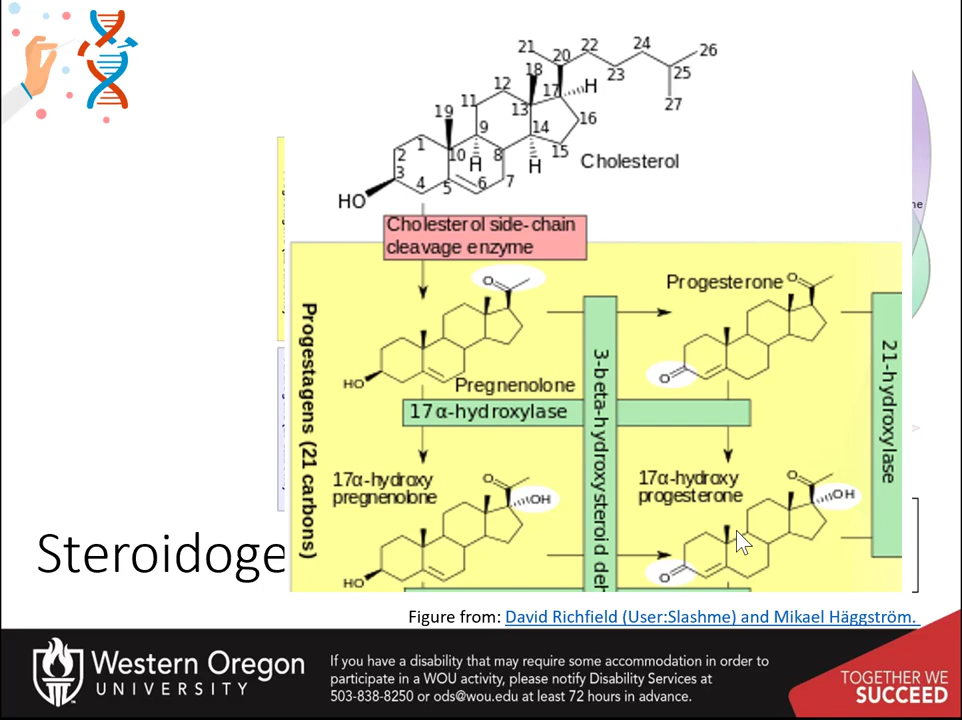 21
20
22
24
26
18
23
25
12
17
H
27
19
11
13
16
1
9
14
2
10
8
15
H
H
Cholesterol
3
4
5
6
7
HO
Cholesterol side-chain
cleavage enzyme
O
Progesterone
O
Progestagens (21 carbons)
3-beta-hydroxysteroid deh
21-hydroxylase
HO
Pregnenolone
O
17α-hydroxylase
17α-hydroxy
pregnenolone
O
OH
17α-hydroxy
progesterone
O
OH
HO
O
Steroidoge
Figure from: David Richfield (User:Slashme) and Mikael Häggström.
Western Oregon
UNIVERSITY
If you have a disability that may require some accommodation in order to
participate in a WOU activity, please notify Disability Services at
503-838-8250 or ods@wou.edu at least 72 hours in advance.
TOGETHER WE
SUCCEED